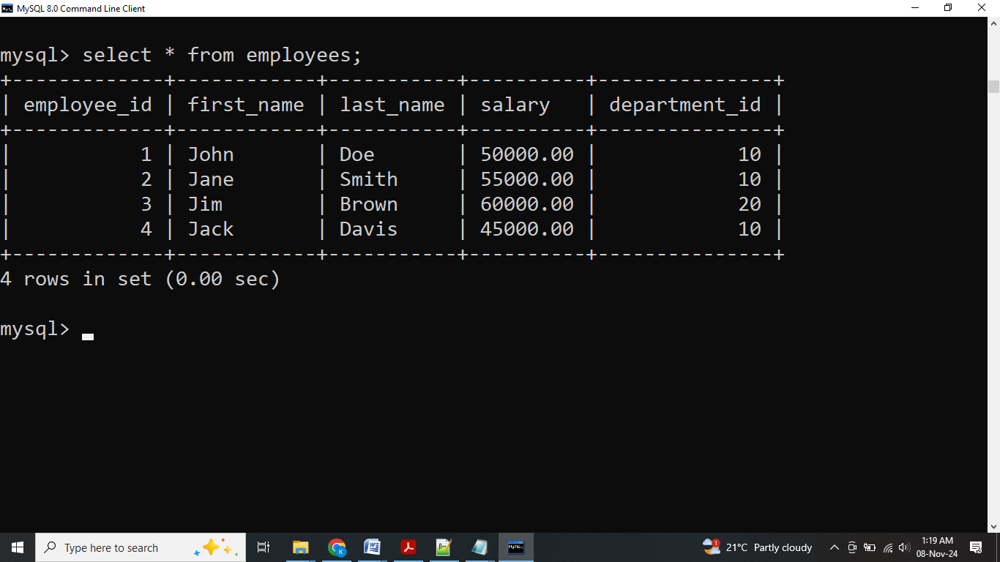 MySQL 8.0 Command Line Client
mysql> select * from employees;
+-------------+------------+-----------+----------+---------------+
| employee_id | first_name | last_name | salary   | department_id |
+-------------+------------+-----------+----------+---------------+
|           1 | John       | Doe       | 50000.00 |            10 |
|           2 | Jane       | Smith     | 55000.00 |            10 |
|           3 | Jim        | Brown     | 60000.00 |            20 |
|           4 | Jack       | Davis     | 45000.00 |            10 |
+-------------+------------+-----------+----------+---------------+
4 rows in set (0.00 sec)
mysql>
Type here to search
K
1
21°C Partly cloudy
1:19 AM
08-Nov-24